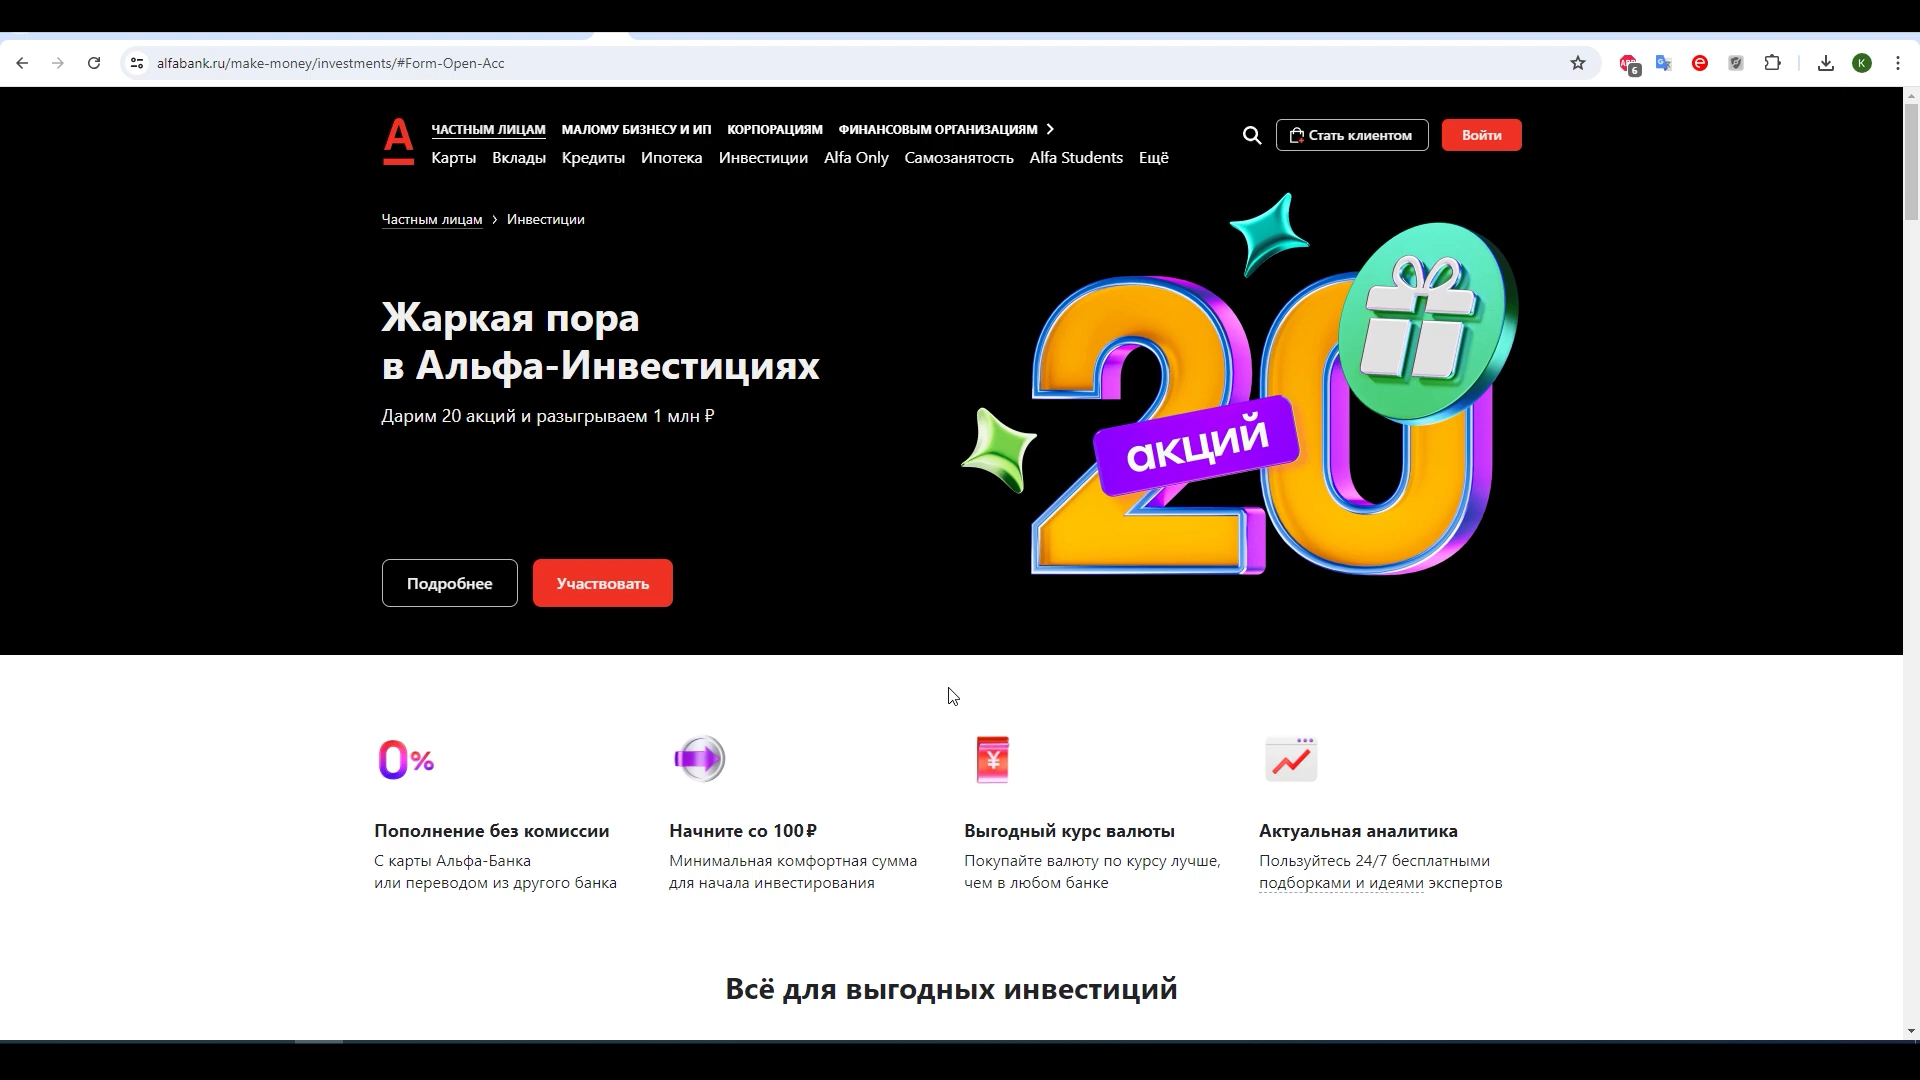 alfabank.ru/make-money/investments/#Form-Open-Acc
6
K
А
ЧАСТНЫМ ЛИЦАМ МАЛОМУ БИЗНЕСУ И ИП КОРПОРАЦИЯМ ФИНАНСОВЫМ ОРГАНИЗАЦИЯМ
Стать клиентом Войти
Карты Вклады Кредиты Ипотека Инвестиции Alfa Only Самозанятость Alfa Students Ещё
Частным лицам Инвестиции
Жаркая пора
в Альфа-Инвестициях
Дарим 20 акций и разыгрываем 1 млн ₽
20
акций
Подробнее Участвовать
0%
¥
Пополнение без комиссии
С карты Альфа-Банка
или переводом из другого банка
Начните со 100 ₽
Минимальная комфортная сумма
для начала инвестирования
Выгодный курс валюты
Покупайте валюту по курсу лучше,
чем в любом банке
Актуальная аналитика
Пользуйтесь 24/7 бесплатными
подборками и идеями экспертов
Всё для выгодных инвестиций